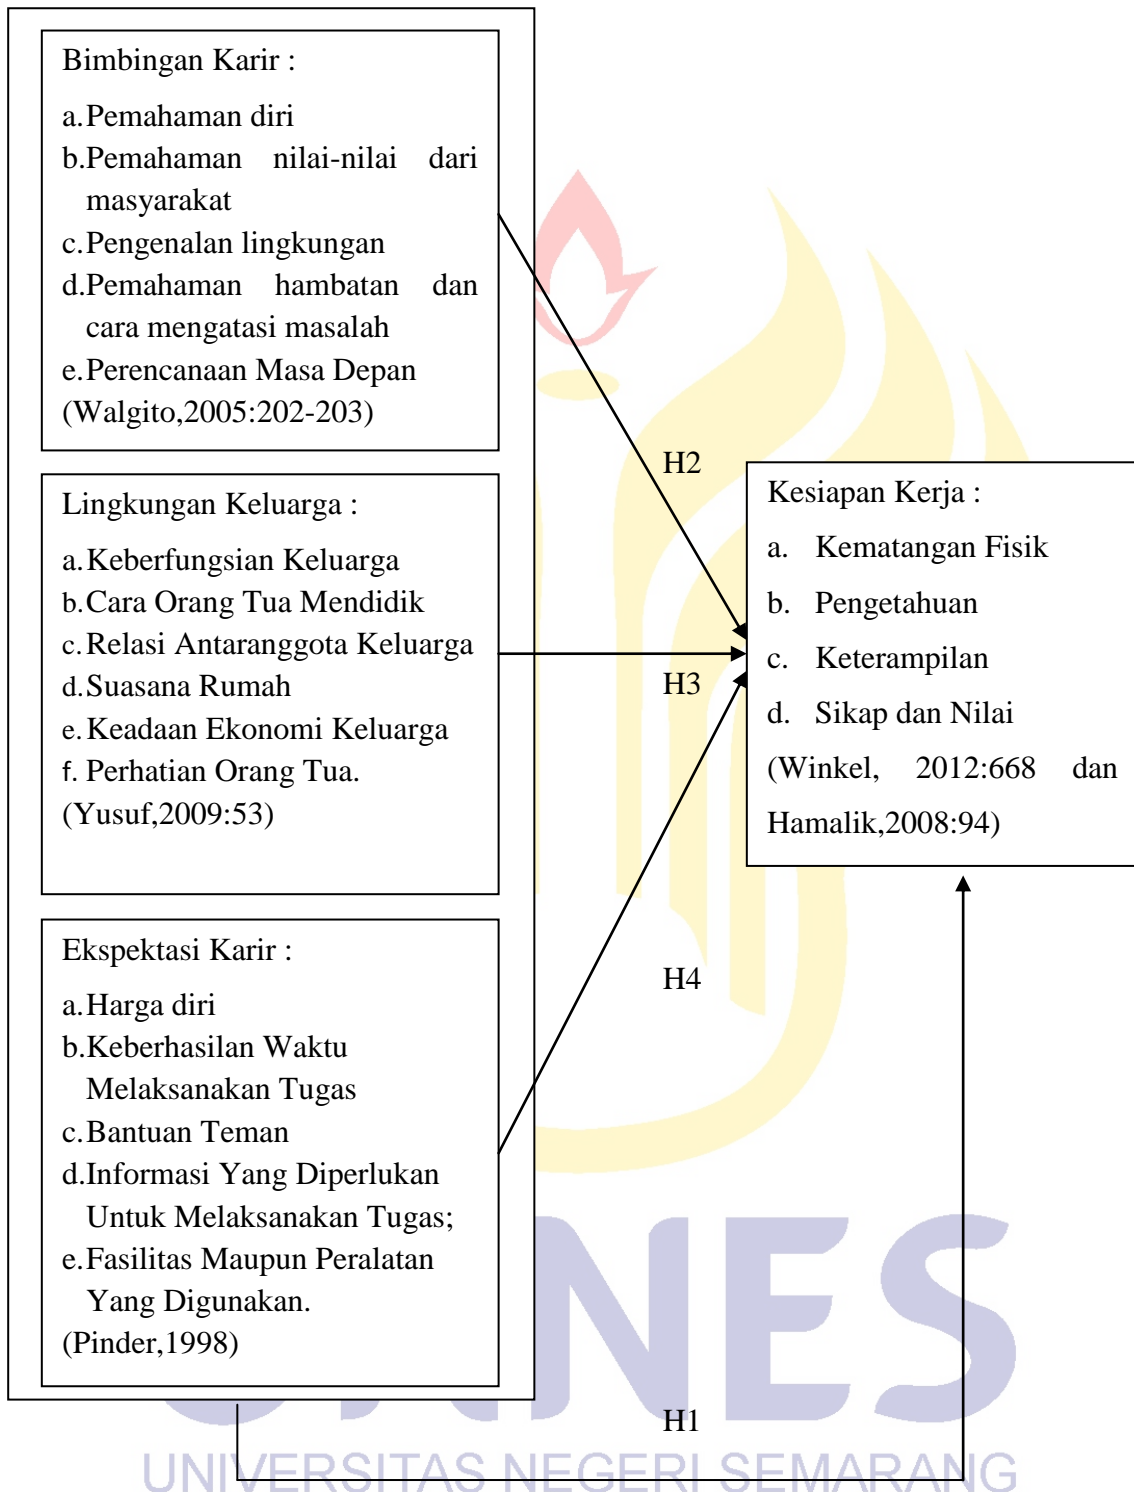 Bimbingan Karir :
a.Pemahaman diri
b.Pemahaman nilai-nilai dari
masyarakat
c.Pengenalan lingkungan
d.Pemahaman hambatan dan
cara mengatasi masalah
e.Perencanaan Masa Depan
(Walgito,2005:202-203)
Lingkungan Keluarga :
a.Keberfungsian Keluarga
b.Cara Orang Tua Mendidik
c.Relasi Antaranggota Keluarga
d.Suasana Rumah
e.Keadaan Ekonomi Keluarga
f. Perhatian Orang Tua.
(Yusuf,2009:53)
Ekspektasi Karir :
a.Harga diri
b.Keberhasilan Waktu
Melaksanakan Tugas
c.Bantuan Teman
d.Informasi Yang Diperlukan
Untuk Melaksanakan Tugas;
e.Fasilitas Maupun Peralatan
Yang Digunakan.
(Pinder,1998)
H2
H3
H4
H1
Kesiapan Kerja :
a. Kematangan Fisik
b. Pengetahuan
c. Keterampilan
d. Sikap dan Nilai
(Winkel, 2012:668 dan
Hamalik,2008:94)
UNNES
UNIVERSITAS NEGERI SEMARANG